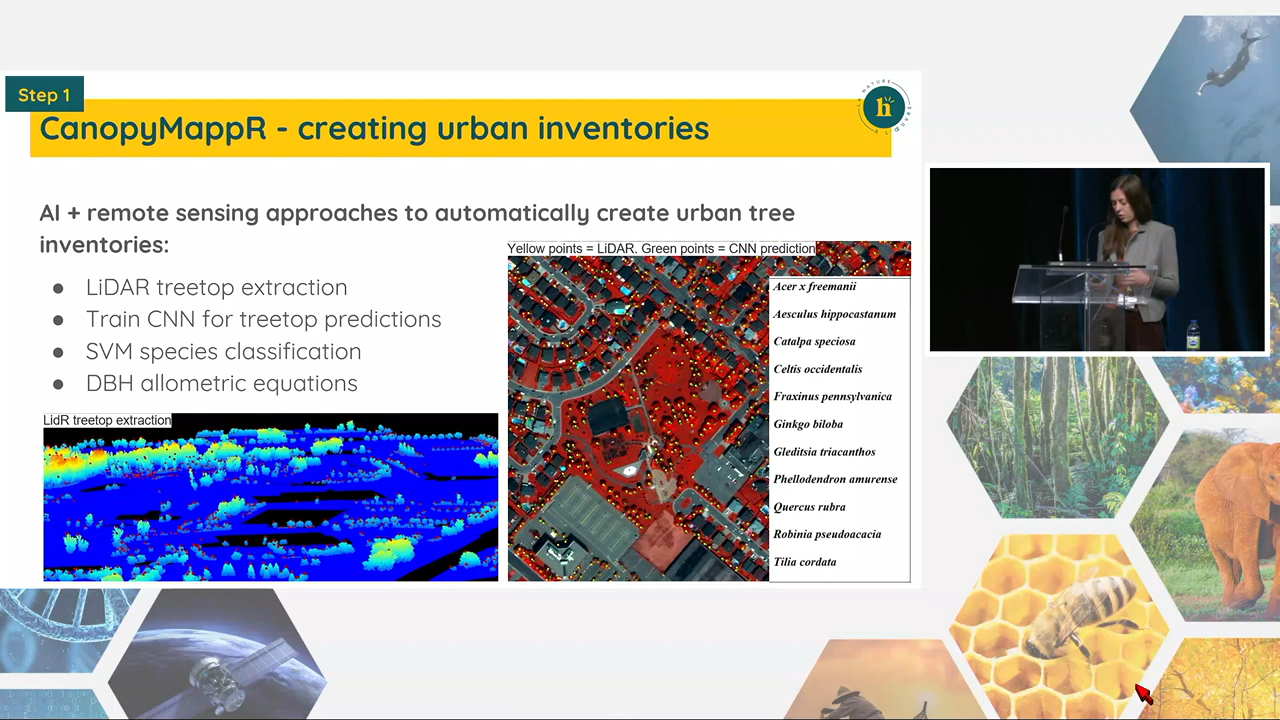 Step 1
CanopyMappR - creating urban inventories
h
AI + remote sensing approaches to automatically create urban tree
inventories:
● LiDAR treetop extraction
● Train CNN for treetop predictions
● SVM species classification
● DBH allometric equations
LidR treetop extraction
Yellow points = LiDAR. Green points = CNN prediction
Acer x freemanii
Aesculus hippocastanum
Catalpa speciosa
Celtis occidentalis
Fraxinus pennsylvanica
Ginkgo biloba
Gleditsia triacanthos
Phellodendron amurense
Quercus rubra
Robinia pseudoacacia
Tilia cordata